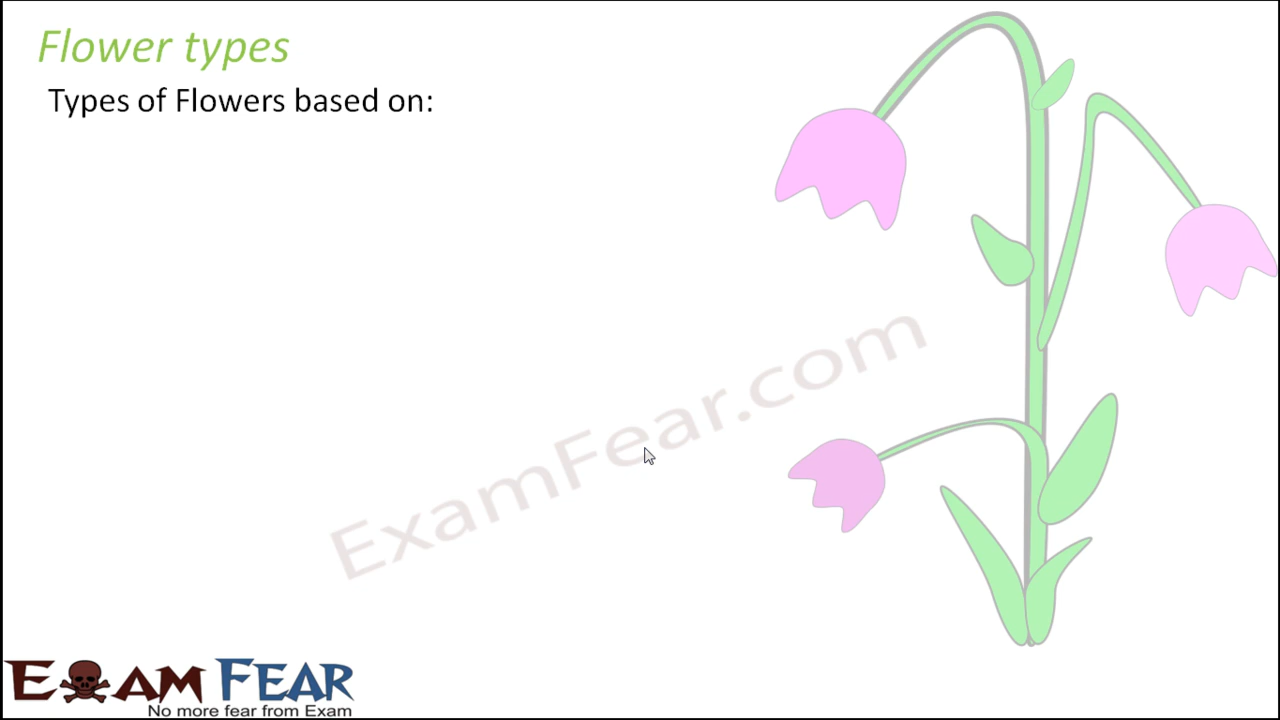 Flower types
Types of Flowers based on:
ExamFear.com
EXAM FEAR
No more fear from Exam